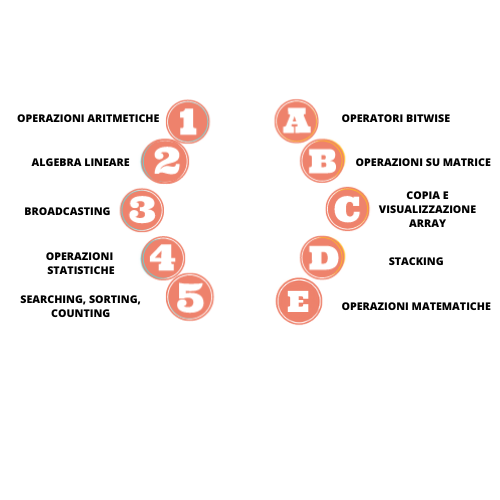 OPERAZIONI ARITMETICHE
1
ALGEBRA LINEARE
2
BROADCASTING
3
OPERAZIONI
STATISTICHE
4
SEARCHING, SORTING,
COUNTING
5
A
OPERATORI BITWISE
B
OPERAZIONI SU MATRICE
C
COPIA E
VISUALIZZAZIONE
ARRAY
D
STACKING
E
OPERAZIONI MATEMATICHE